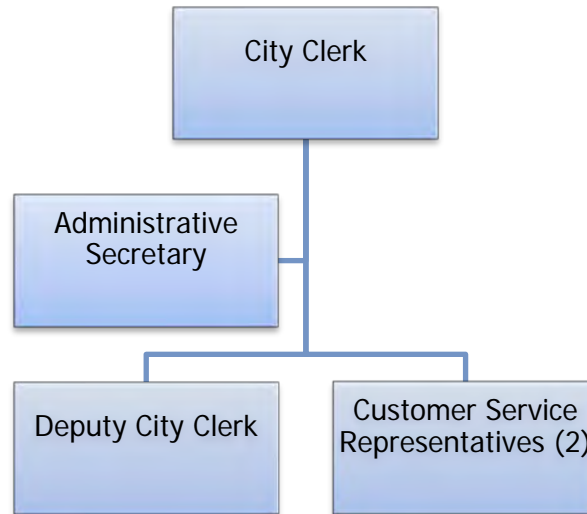 City Clerk
Administrative
Secretary
Deputy City Clerk
Customer Service
Representatives (2)